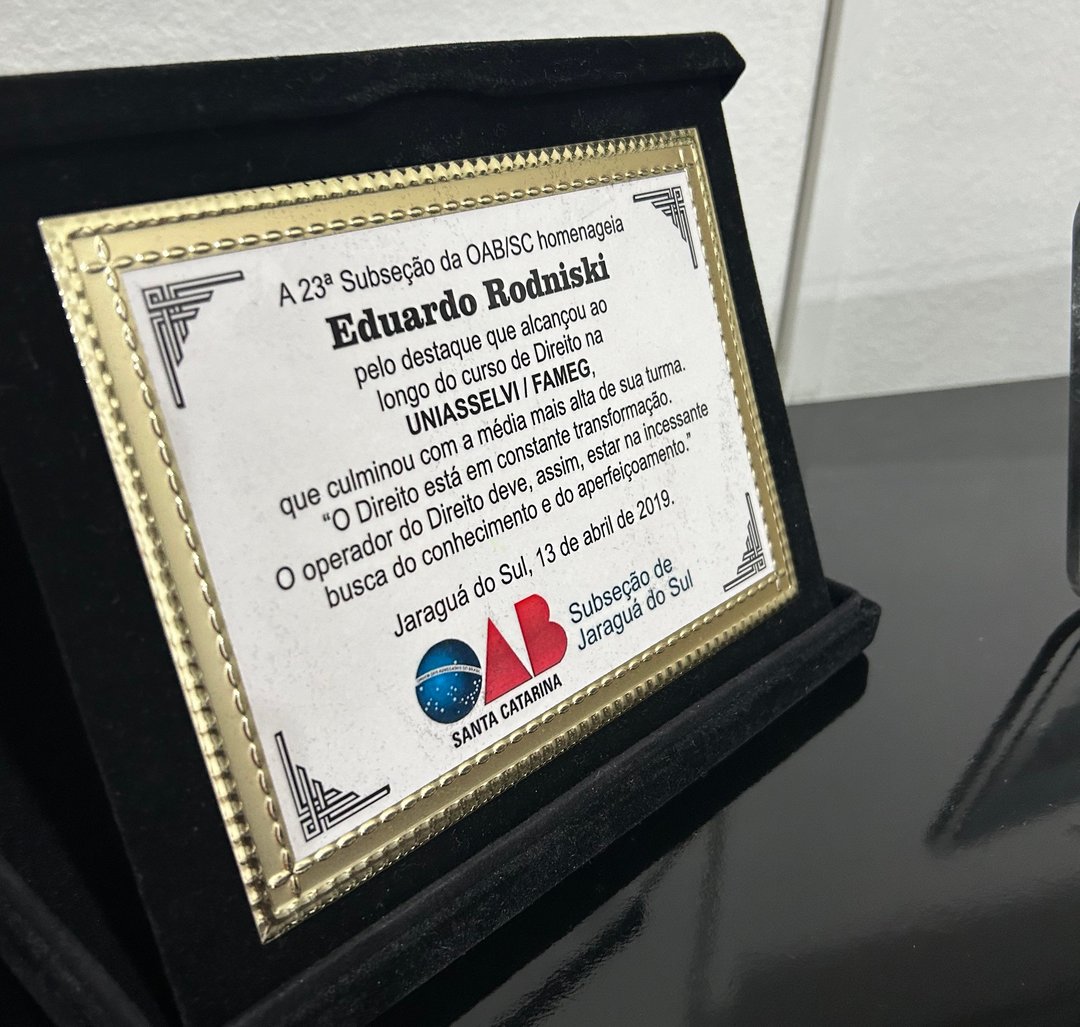 A 23ª Subseção da OAB/SC homenageia
Eduardo Rodniski
pelo destaque que alcançou ao
longo do curso de Direito na
UNIASSELVI / FAMEG,
que culminou com a média mais alta de sua turma.
“O Direito está em constante transformação.
O operador do Direito deve, assim, estar na incessante
busca do conhecimento e do aperfeiçoamento.”
Jaraguá do Sul, 13 de abril de 2019.
OAB
SANTA CATARINA
Subseção de
Jaraguá do Sul